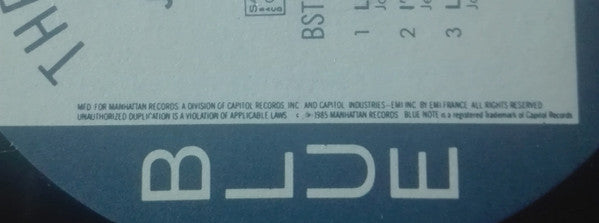 THE
BST
1 L
2 I
3 L
MFD. FOR MANHATTAN RECORDS. A DIVISION OF CAPITOL RECORDS, INC. AND CAPITOL INDUSTRIES-EMI INC. BY EMI FRANCE. ALL RIGHTS RESERVED.
UNAUTHORIZED DUPLICATION IS A VIOLATION OF APPLICABLE LAWS. © ℗ 1985 MANHATTAN RECORDS BLUE NOTE is a registered Trademark of Capitol Records
BLUE